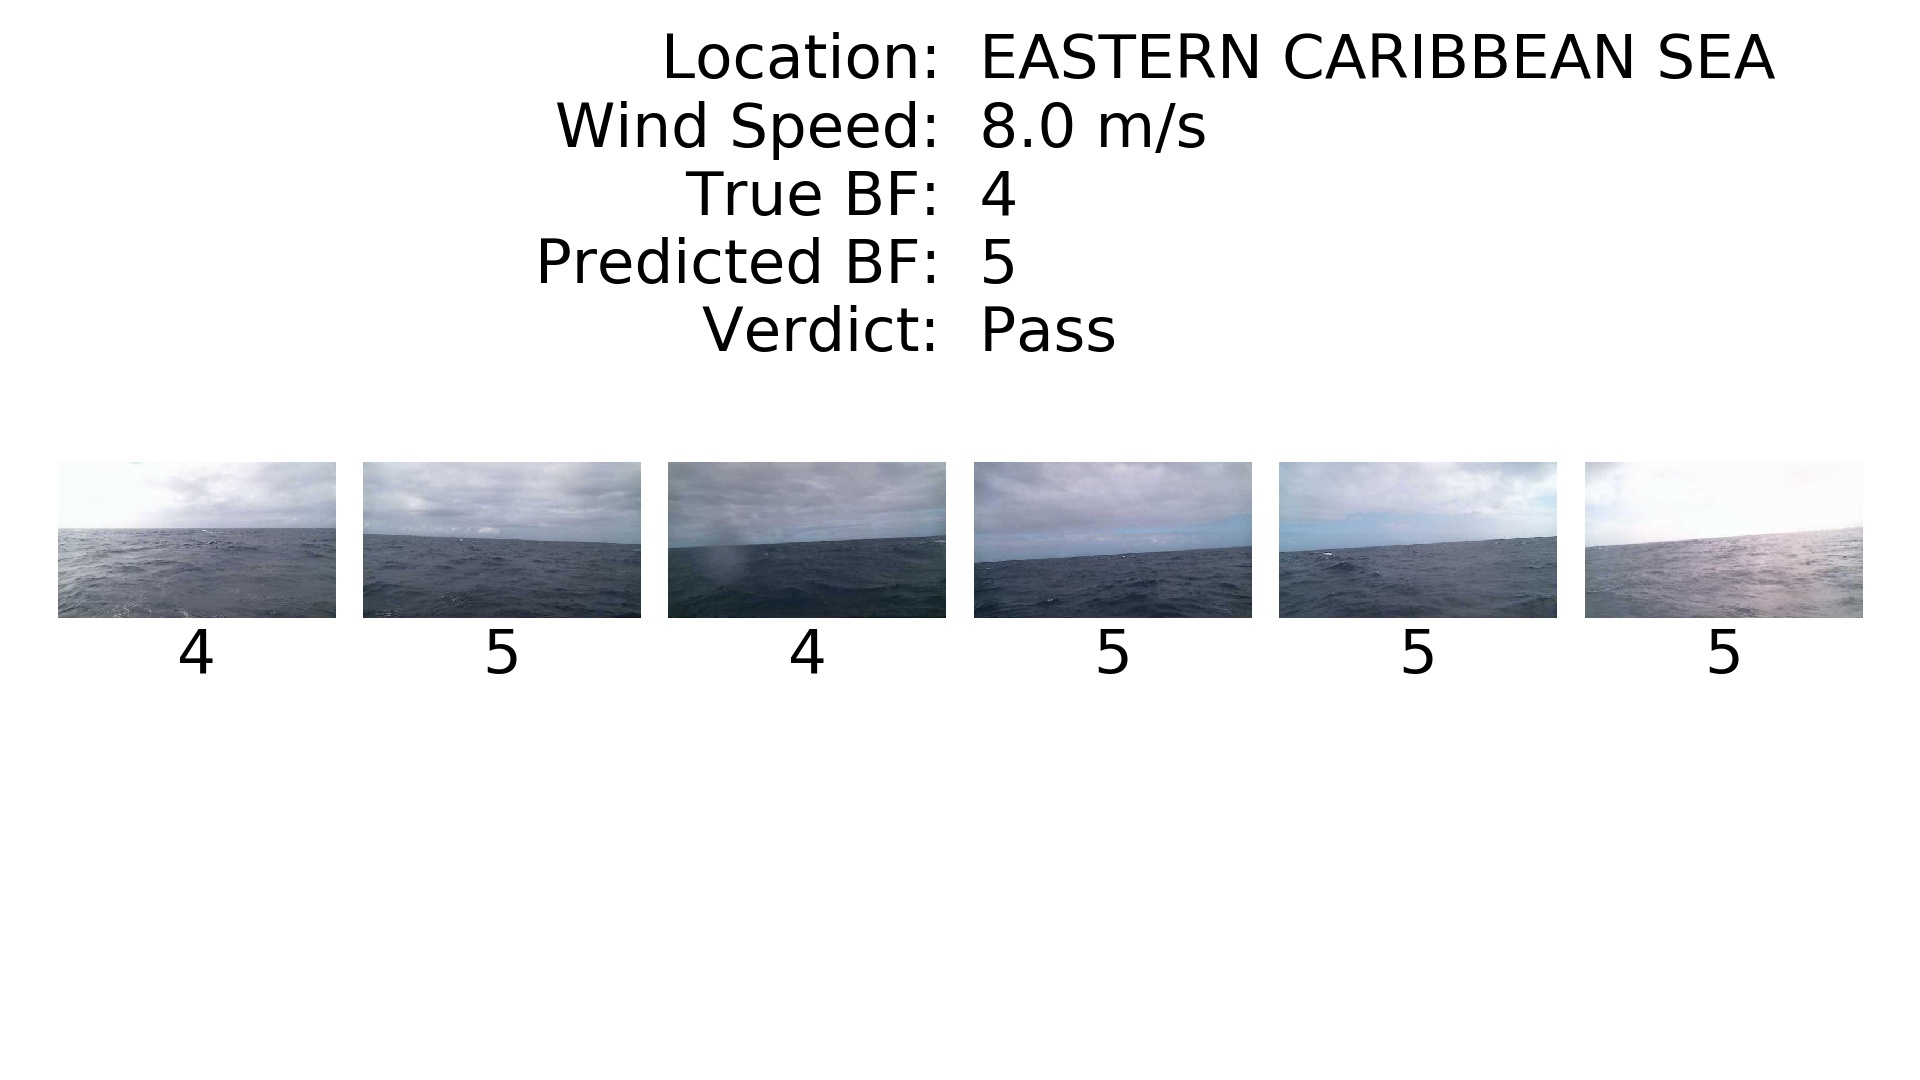 Location: EASTERN CARIBBEAN SEA
Wind Speed: 8.0 m/s
True BF: 4
Predicted BF: 5
Verdict: Pass
4 5 4 5 5 5